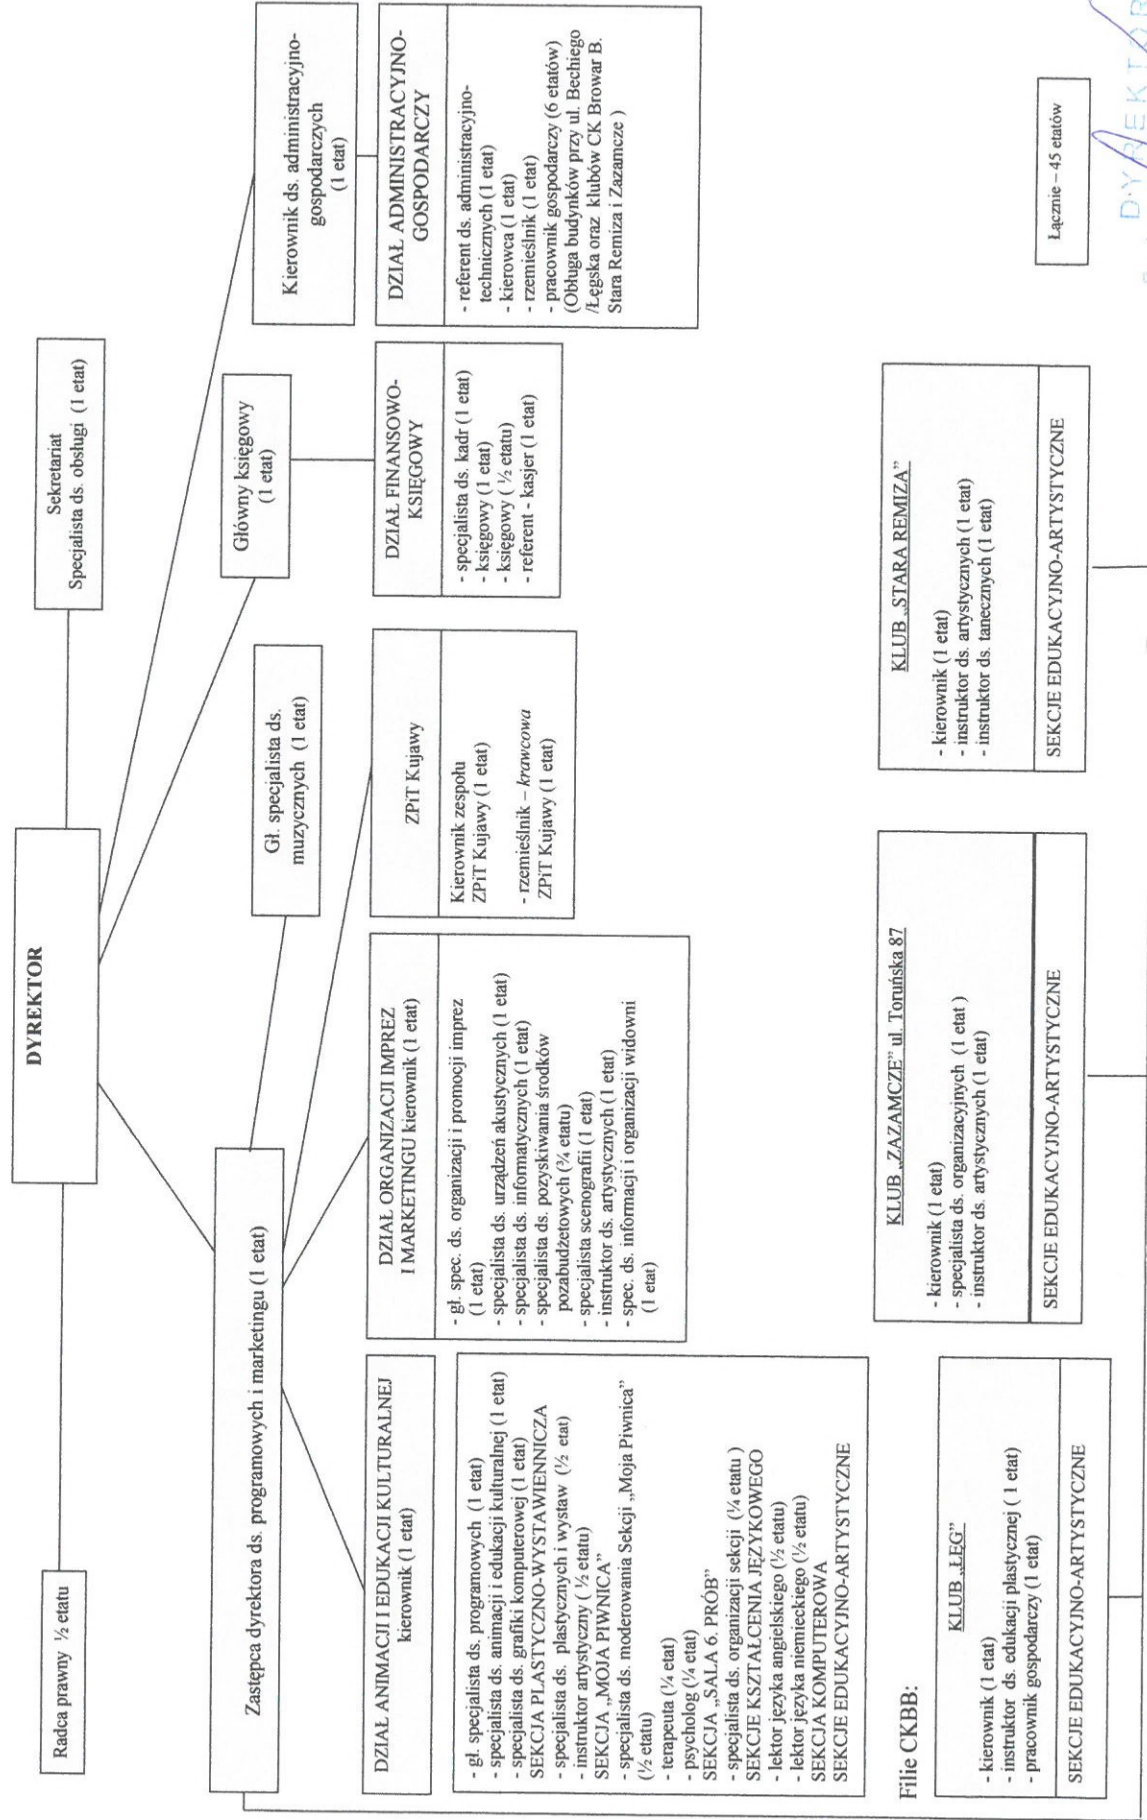 DYREKTOR
Radca prawny ½ etatu
Sekretariat
Specjalista ds. obsługi (1 etat)
Zastępca dyrektora ds. programowych i marketingu (1 etat)
Gł. specjalista ds.
muzycznych (1 etat)
Główny księgowy
(1 etat)
Kierownik ds. administracyjno-
gospodarczych
(1 etat)
DZIAŁ ANIMACJI I EDUKACJI KULTURALNEJ
kierownik (1 etat)
- gł. specjalista ds. programowych (1 etat)
- specjalista ds. animacji i edukacji kulturalnej (1 etat)
- specjalista ds. grafiki komputerowej (1 etat)
SEKCJA PLASTYCZNO-WYSTAWIENNICZA
- specjalista ds. plastycznych i wystaw (½ etat)
- instruktor artystyczny ( ½ etatu)
SEKCJA „MOJA PIWNICA”
- specjalista ds. moderowania Sekcji „Moja Piwnica”
(½ etatu)
- terapeuta (¼ etat)
- psycholog (¼ etat)
SEKCJA „SALA 6. PRÓB”
- specjalista ds. organizacji sekcji (¼ etatu )
SEKCJE KSZTAŁCENIA JĘZYKOWEGO
- lektor języka angielskiego (½ etatu)
- lektor języka niemieckiego (½ etatu)
SEKCJA KOMPUTEROWA
SEKCJE EDUKACYJNO-ARTYSTYCZNE
DZIAŁ ORGANIZACJI IMPREZ
I MARKETINGU kierownik (1 etat)
- gł. spec. ds. organizacji i promocji imprez
(1 etat)
- specjalista ds. urządzeń akustycznych (1 etat)
- specjalista ds. informatycznych (1 etat)
- specjalista ds. pozyskiwania środków
pozabudżetowych (¾ etatu)
- specjalista scenografii (1 etat)
- instruktor ds. artystycznych (1 etat)
- spec. ds. informacji i organizacji widowni
(1 etat)
ZPiT Kujawy
Kierownik zespołu
ZPiT Kujawy (1 etat)
- rzemieślnik – krawcowa
ZPiT Kujawy (1 etat)
DZIAŁ FINANSOWO-
KSIĘGOWY
- specjalista ds. kadr (1 etat)
- księgowy (1 etat)
- księgowy ( ½ etatu)
- referent - kasjer (1 etat)
DZIAŁ ADMINISTRACYJNO-
GOSPODARCZY
- referent ds. administracyjno-
technicznych (1 etat)
- kierowca (1 etat)
- rzemieślnik (1 etat)
- pracownik gospodarczy (6 etatów)
(Obługa budynków przy ul. Bechiego
/Łęgska oraz klubów CK Browar B.
Stara Remiza i Zazamcze )
Filie CKBB:
KLUB „ŁĘG”
- kierownik (1 etat)
- instruktor ds. edukacji plastycznej ( 1 etat)
- pracownik gospodarczy (1 etat)
SEKCJE EDUKACYJNO-ARTYSTYCZNE
KLUB „ZAZAMCZE” ul. Toruńska 87
- kierownik (1 etat)
- specjalista ds. organizacyjnych (1 etat )
- instruktor ds. artystycznych (1 etat)
SEKCJE EDUKACYJNO-ARTYSTYCZNE
KLUB „STARA REMIZA”
- kierownik (1 etat)
- instruktor ds. artystycznych (1 etat)
- instruktor ds. tanecznych (1 etat)
SEKCJE EDUKACYJNO-ARTYSTYCZNE
Łącznie – 45 etatów
DYREKTOR